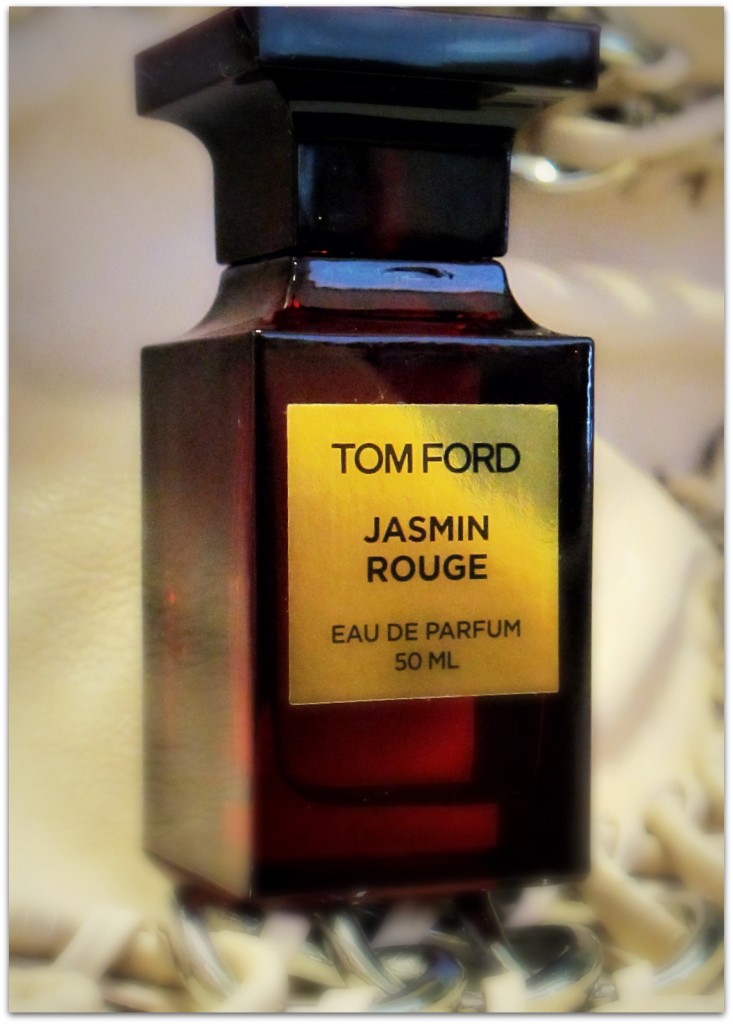 TOM FORD
JASMIN
ROUGE
EAU DE PARFUM
50 ML